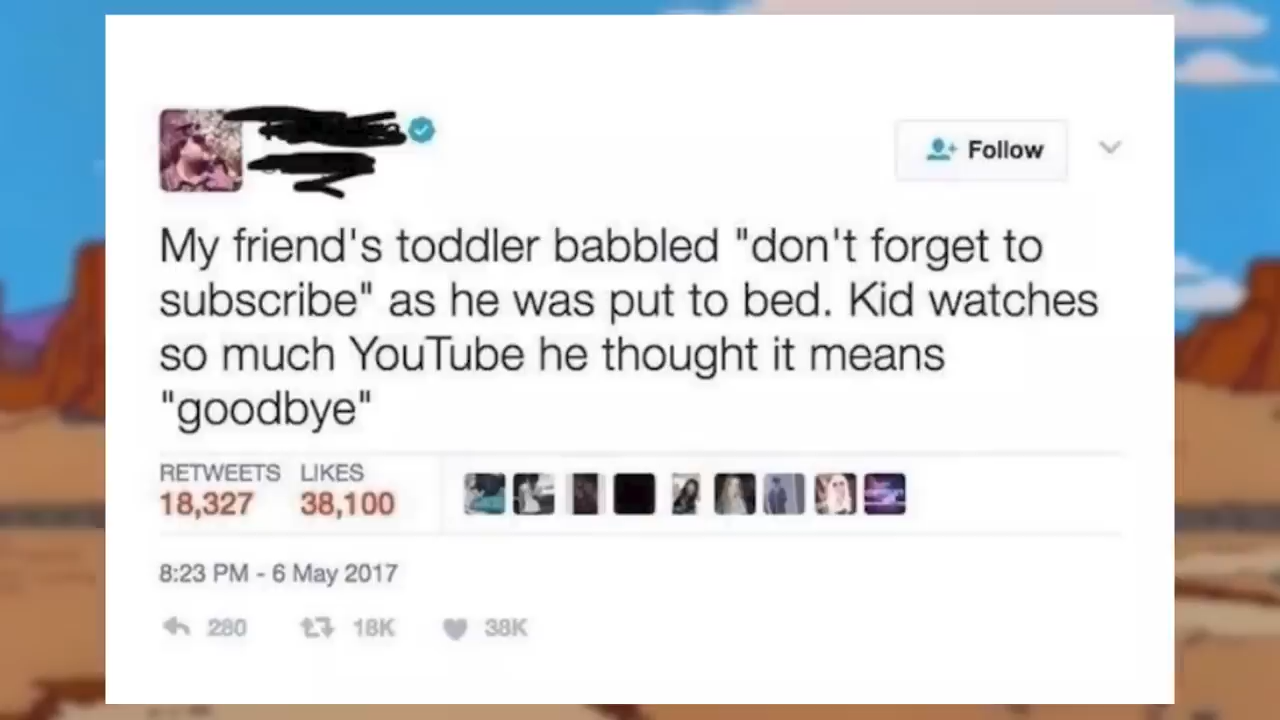 Follow
My friend's toddler babbled "don't forget to
subscribe" as he was put to bed. Kid watches
so much YouTube he thought it means
"goodbye"
RETWEETS LIKES
18,327 38,100
8:23 PM - 6 May 2017
280 18K 38K